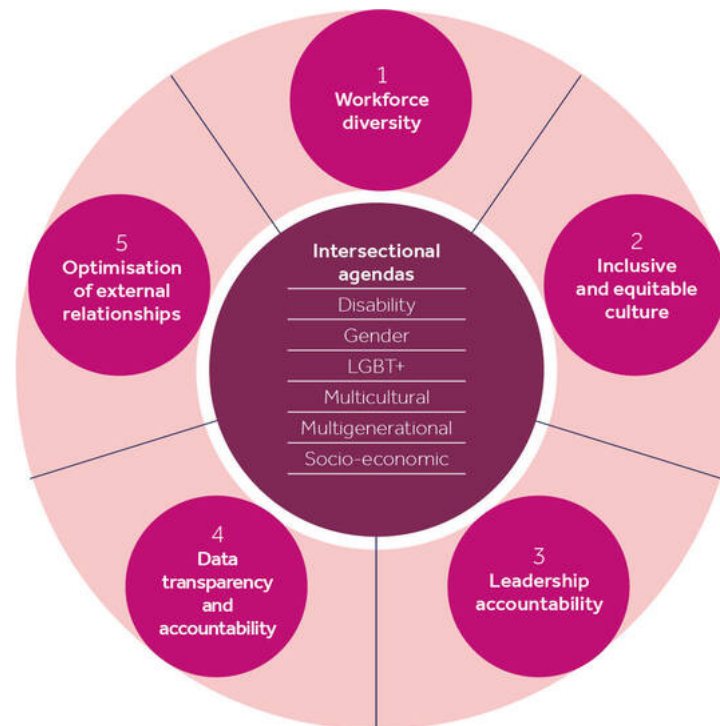 1
Workforce
diversity
2
Inclusive
and equitable
culture
3
Leadership
accountability
4
Data
transparency
and
accountability
5
Optimisation
of external
relationships
Intersectional
agendas
Disability
Gender
LGBT+
Multicultural
Multigenerational
Socio-economic